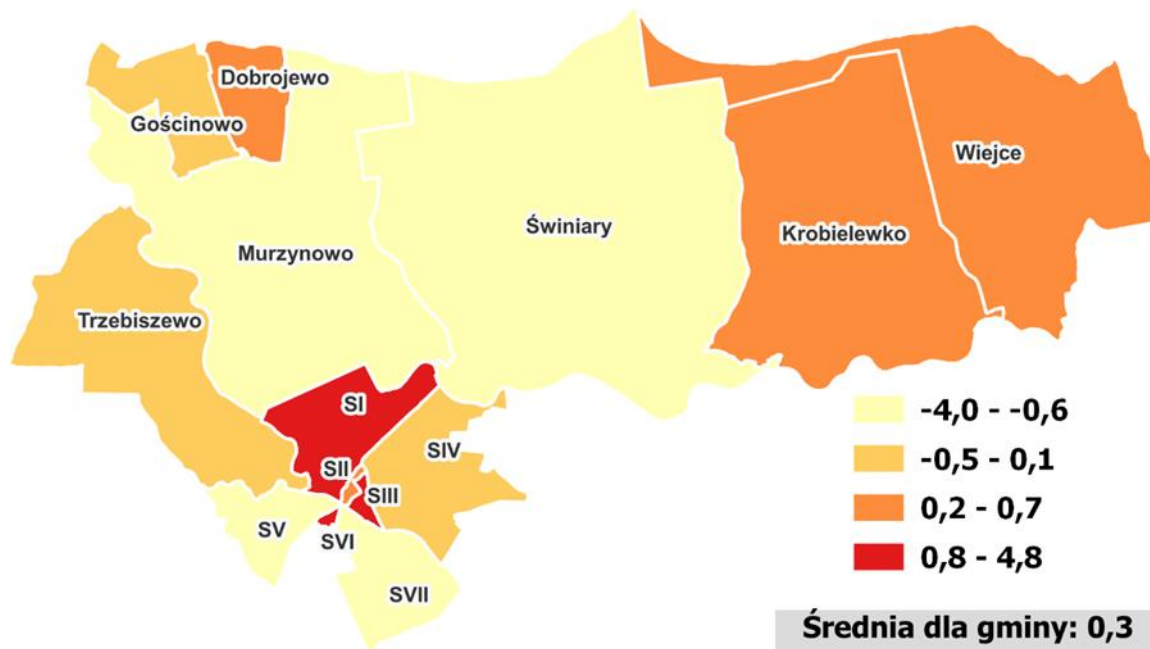 Dobrojewo
Gościnowo
Wiejce
Świniary
Krobielewko
Murzynowo
Trzebiszewo
SI
SIV
SII
SIII
SV
SVI
SVII
-4,0 - -0,6
-0,5 - 0,1
0,2 - 0,7
0,8 - 4,8
Średnia dla gminy: 0,3